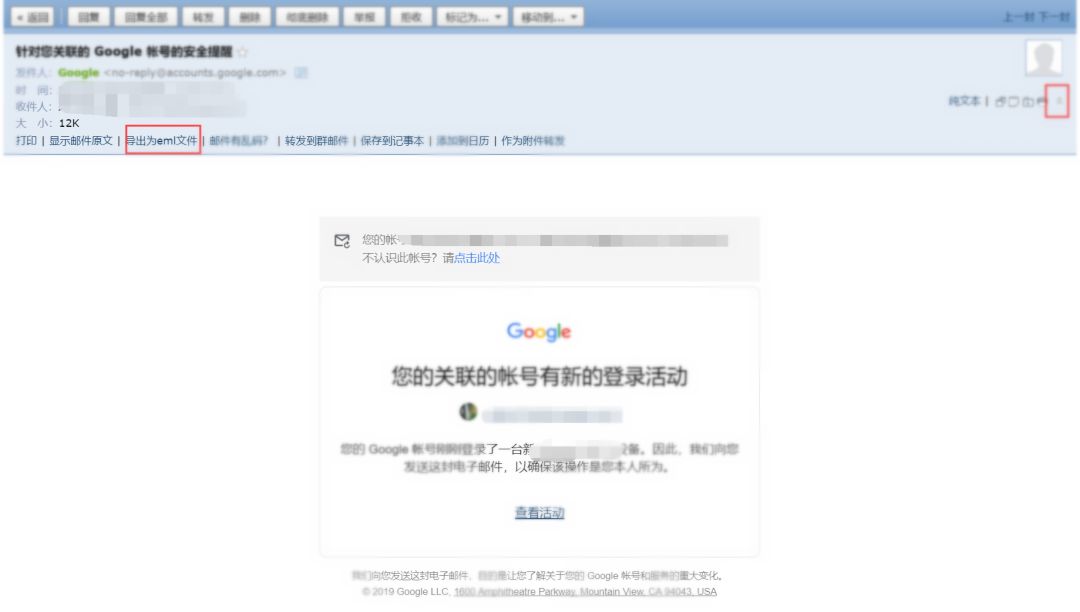 « 返回 回复 回复全部 转发 删除 彻底删除 举报 拒收 标记为... 移动到... 上一封 下一封
针对您关联的 Google 帐号的安全提醒
发件人: Google <no-reply@accounts.google.com>
时 间:
收件人:
大 小: 12K
纯文本 |
打印 | 显示邮件原文 | 导出为eml文件 | 邮件有乱码? | 转发到群邮件 | 保存到记事本 | 添加到日历 | 作为附件转发
您的帐
不认识此帐号?请点击此处
Google
您的关联的帐号有新的登录活动
您的 Google 帐号刚刚登录了一台新 设备。因此,我们向您
发送这封电子邮件,以确保该操作是您本人所为。
查看活动
我们向您发送这封电子邮件,目的是让您了解关于您的 Google 帐号和服务的重大变化。
© 2019 Google LLC, 1600 Amphitheatre Parkway, Mountain View, CA 94043, USA